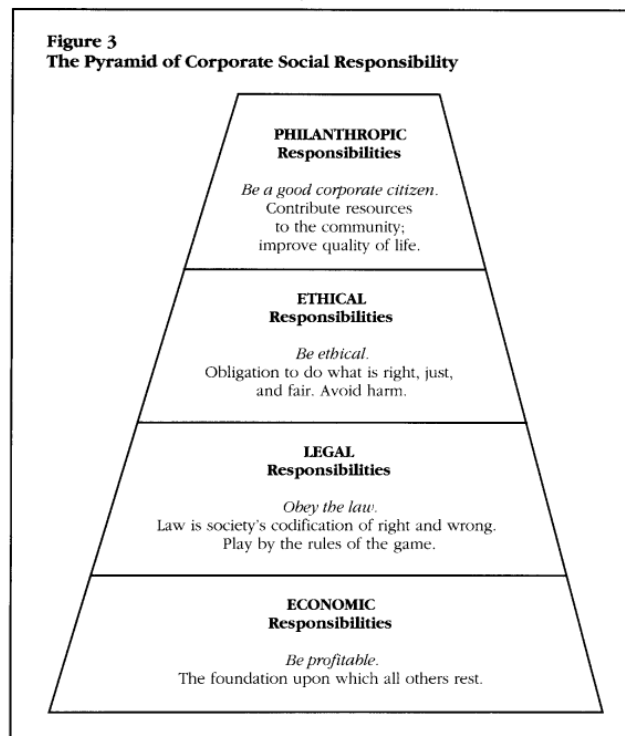 Figure 3
The Pyramid of Corporate Social Responsibility
PHILANTHROPIC
Responsibilities
Be a good corporate citizen.
Contribute resources
to the community;
improve quality of life.
ETHICAL
Responsibilities
Be ethical.
Obligation to do what is right, just,
and fair. Avoid harm.
LEGAL
Responsibilities
Obey the law.
Law is society's codification of right and wrong.
Play by the rules of the game.
ECONOMIC
Responsibilities
Be profitable.
The foundation upon which all others rest.